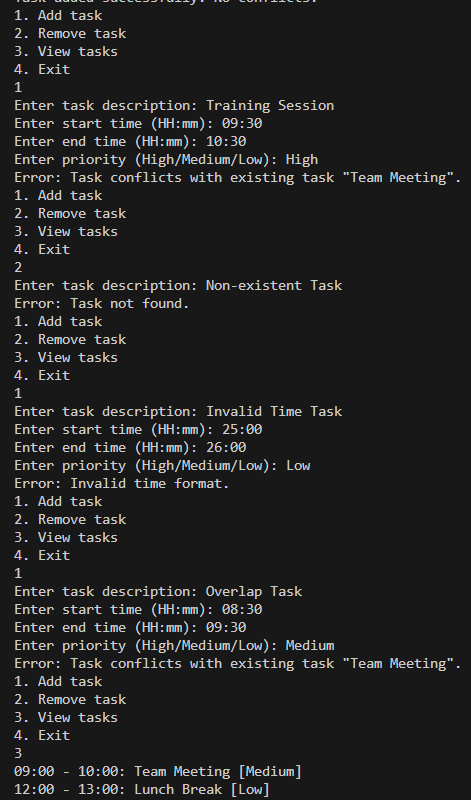 Task added successfully. No conflicts.
1. Add task
2. Remove task
3. View tasks
4. Exit
1
Enter task description: Training Session
Enter start time (HH:mm): 09:30
Enter end time (HH:mm): 10:30
Enter priority (High/Medium/Low): High
Error: Task conflicts with existing task "Team Meeting".
1. Add task
2. Remove task
3. View tasks
4. Exit
2
Enter task description: Non-existent Task
Error: Task not found.
1. Add task
2. Remove task
3. View tasks
4. Exit
1
Enter task description: Invalid Time Task
Enter start time (HH:mm): 25:00
Enter end time (HH:mm): 26:00
Enter priority (High/Medium/Low): Low
Error: Invalid time format.
1. Add task
2. Remove task
3. View tasks
4. Exit
1
Enter task description: Overlap Task
Enter start time (HH:mm): 08:30
Enter end time (HH:mm): 09:30
Enter priority (High/Medium/Low): Medium
Error: Task conflicts with existing task "Team Meeting".
1. Add task
2. Remove task
3. View tasks
4. Exit
3
09:00 - 10:00: Team Meeting [Medium]
12:00 - 13:00: Lunch Break [Low]